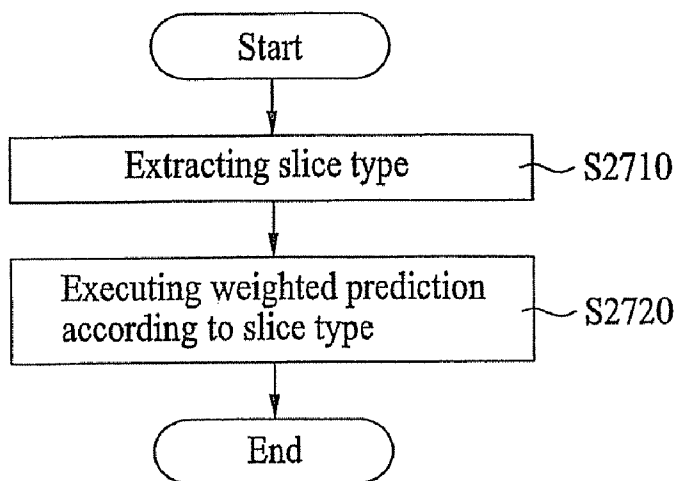 Start
Extracting slice type
S2710
Executing weighted prediction
according to slice type
S2720
End